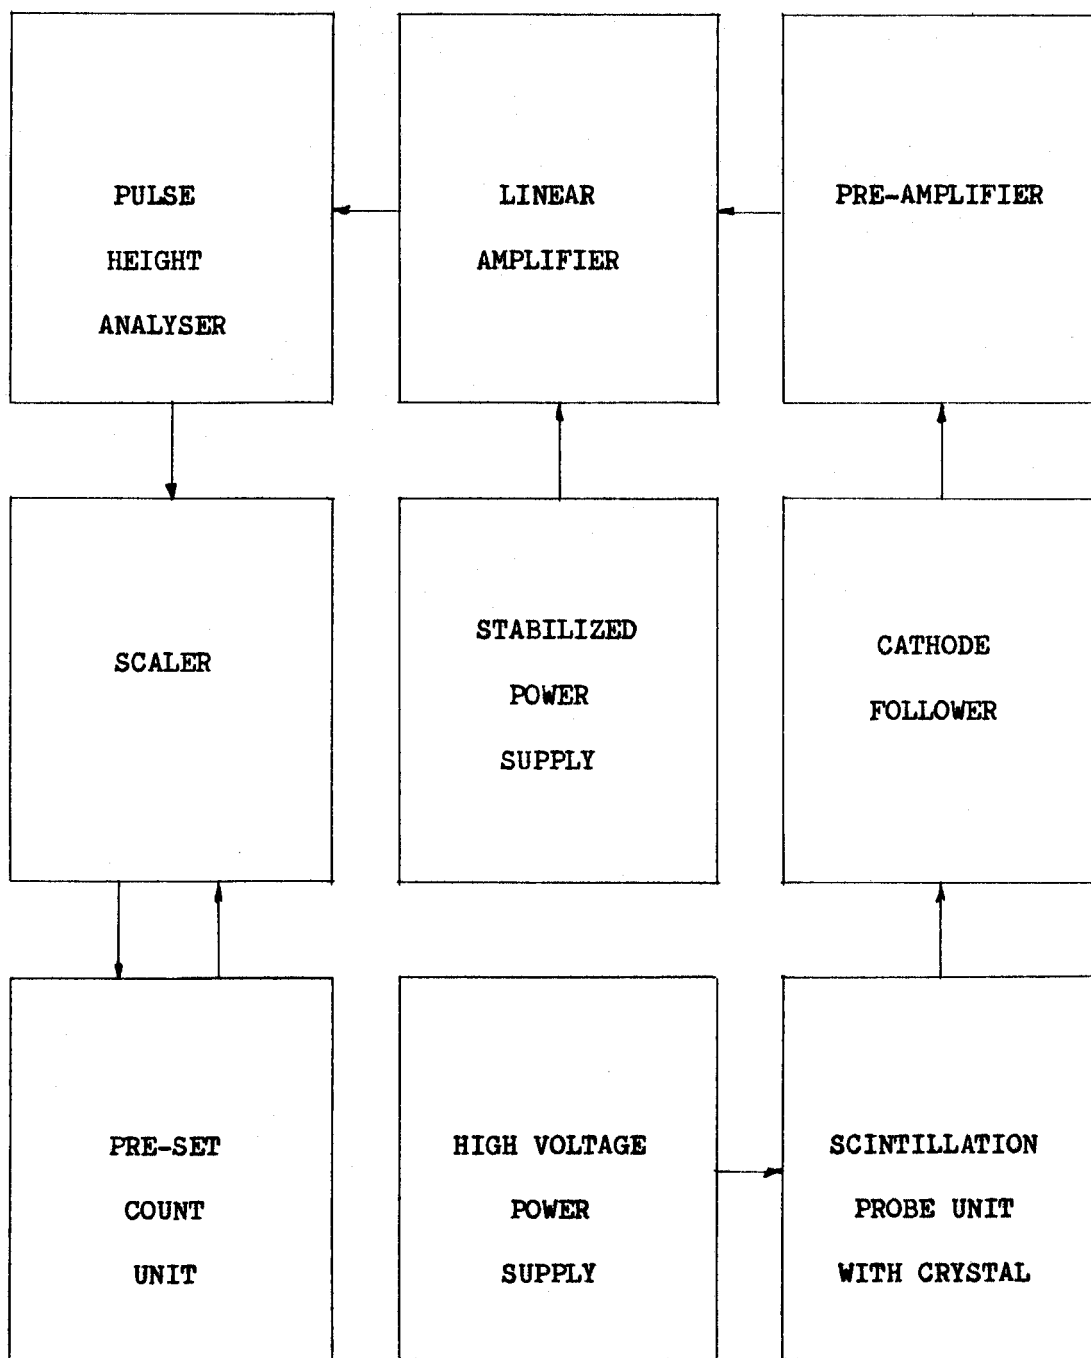 PULSE
HEIGHT
ANALYSER
LINEAR
AMPLIFIER
PRE-AMPLIFIER
SCALER
STABILIZED
POWER
SUPPLY
CATHODE
FOLLOWER
PRE-SET
COUNT
UNIT
HIGH VOLTAGE
POWER
SUPPLY
SCINTILLATION
PROBE UNIT
WITH CRYSTAL